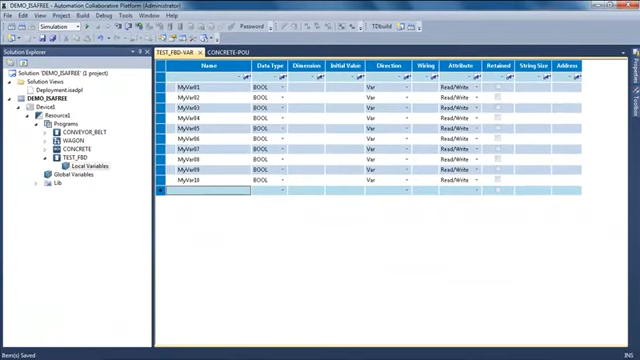 DEMO_ISAFREE - Automation Collaborative Platform (Administrator)
File Edit View Project Build Debug Tools Window Help
Simulation Password TDbuild
Solution Explorer
Solution 'DEMO_ISAFREE' (1 project)
Solution Views
Deployment.isadpl
DEMO_ISAFREE
Device1
Resource1
Programs
CONVEYOR_BELT
WAGON
CONCRETE
TEST_FBD
Local Variables
Global Variables
Lib
TEST_FBD-VAR CONCRETE-POU
Name Data Type Dimension Initial Value Direction Wiring Attribute Retained String Size Address
MyVar01 BOOL Var Read/Write
MyVar02 BOOL Var Read/Write
MyVar03 BOOL Var Read/Write
MyVar04 BOOL Var Read/Write
MyVar05 BOOL Var Read/Write
MyVar06 BOOL Var Read/Write
MyVar07 BOOL Var Read/Write
MyVar08 BOOL Var Read/Write
MyVar09 BOOL Var Read/Write
MyVar10 BOOL Var Read/Write
BOOL Var Read/Write
Properties
Toolbox
Item(s) Saved
INS